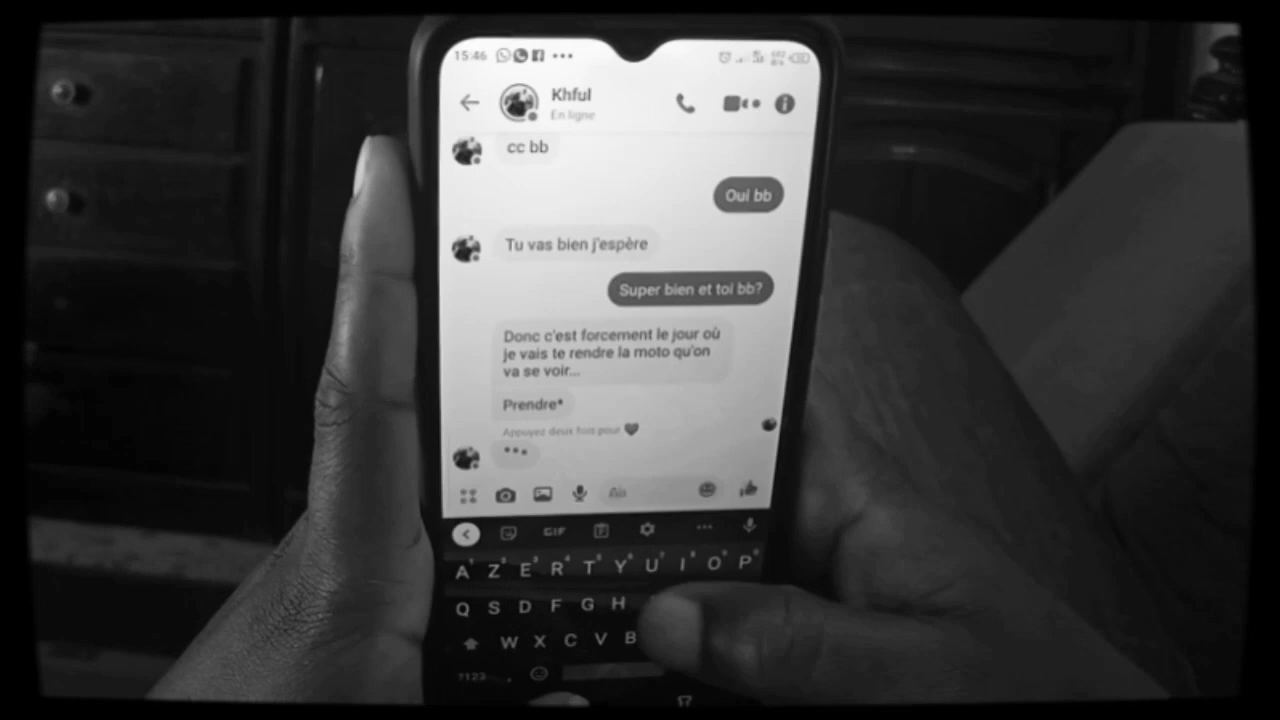 15:46
Khful
En ligne
cc bb
Oui bb
Tu vas bien j'espère
Super bien et toi bb?
Donc c'est forcement le jour où
je vais te rendre la moto qu'on
va se voir...
Prendre*
Appuyez deux fois pour ❤
Aa
GIF
A Z E R T Y U I O P
Q S D F G H
W X C V B
?123 ,